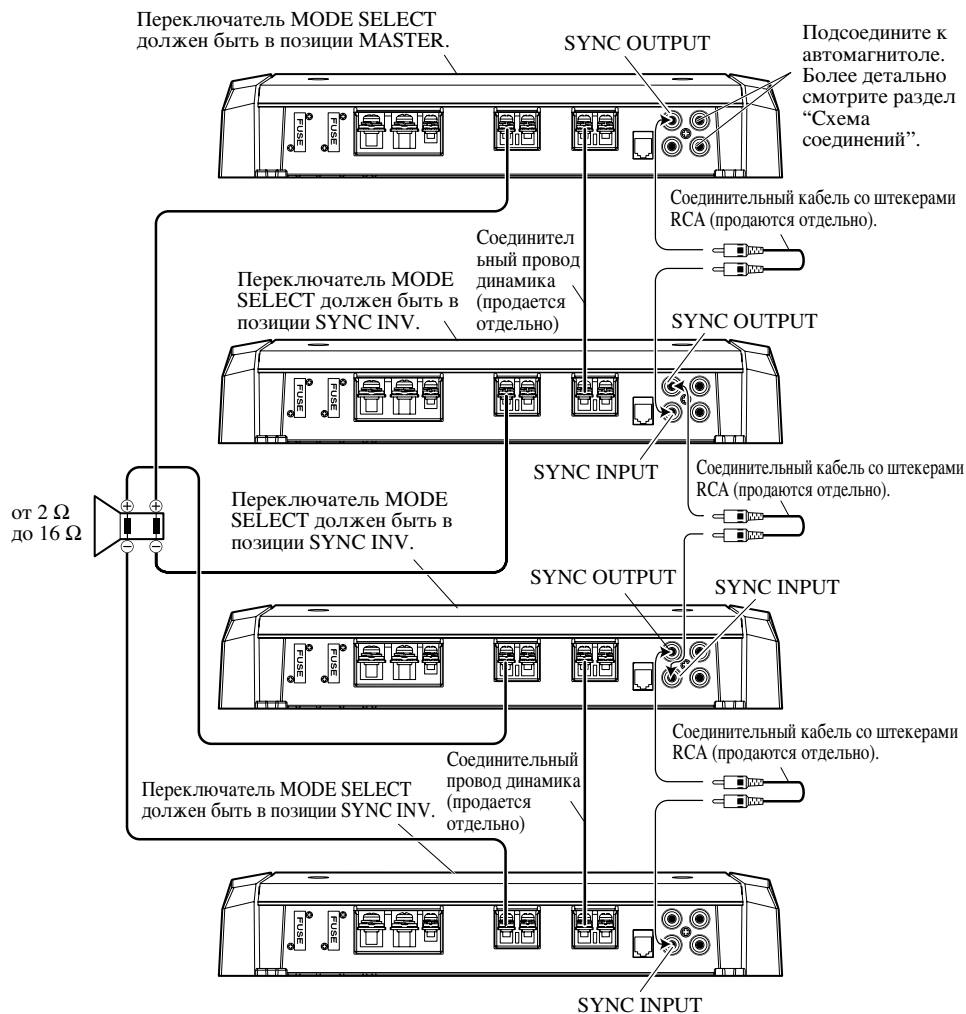 Переключатель MODE SELECT
должен быть в позиции MASTER.
SYNC OUTPUT
Подсоедините к
автомагнитоле.
Более детально
смотрите раздел
“Схема
соединений”.
FUSE
FUSE
Соединительный кабель со штекерами
RCA (продаются отдельно).
Соединител
ьный провод
динамика
(продается
отдельно)
Переключатель MODE
SELECT должен быть в
позиции SYNC INV.
SYNC OUTPUT
FUSE
FUSE
SYNC INPUT
Соединительный кабель со штекерами
RCA (продаются отдельно).
Переключатель MODE
SELECT должен быть в
позиции SYNC INV.
от 2 Ω
до 16 Ω
+
+
−
−
SYNC OUTPUT
SYNC INPUT
FUSE
FUSE
Соединительный кабель со штекерами
RCA (продаются отдельно).
Соединительный
провод динамика
(продается
отдельно)
Переключатель MODE SELECT
должен быть в позиции SYNC INV.
FUSE
FUSE
SYNC INPUT